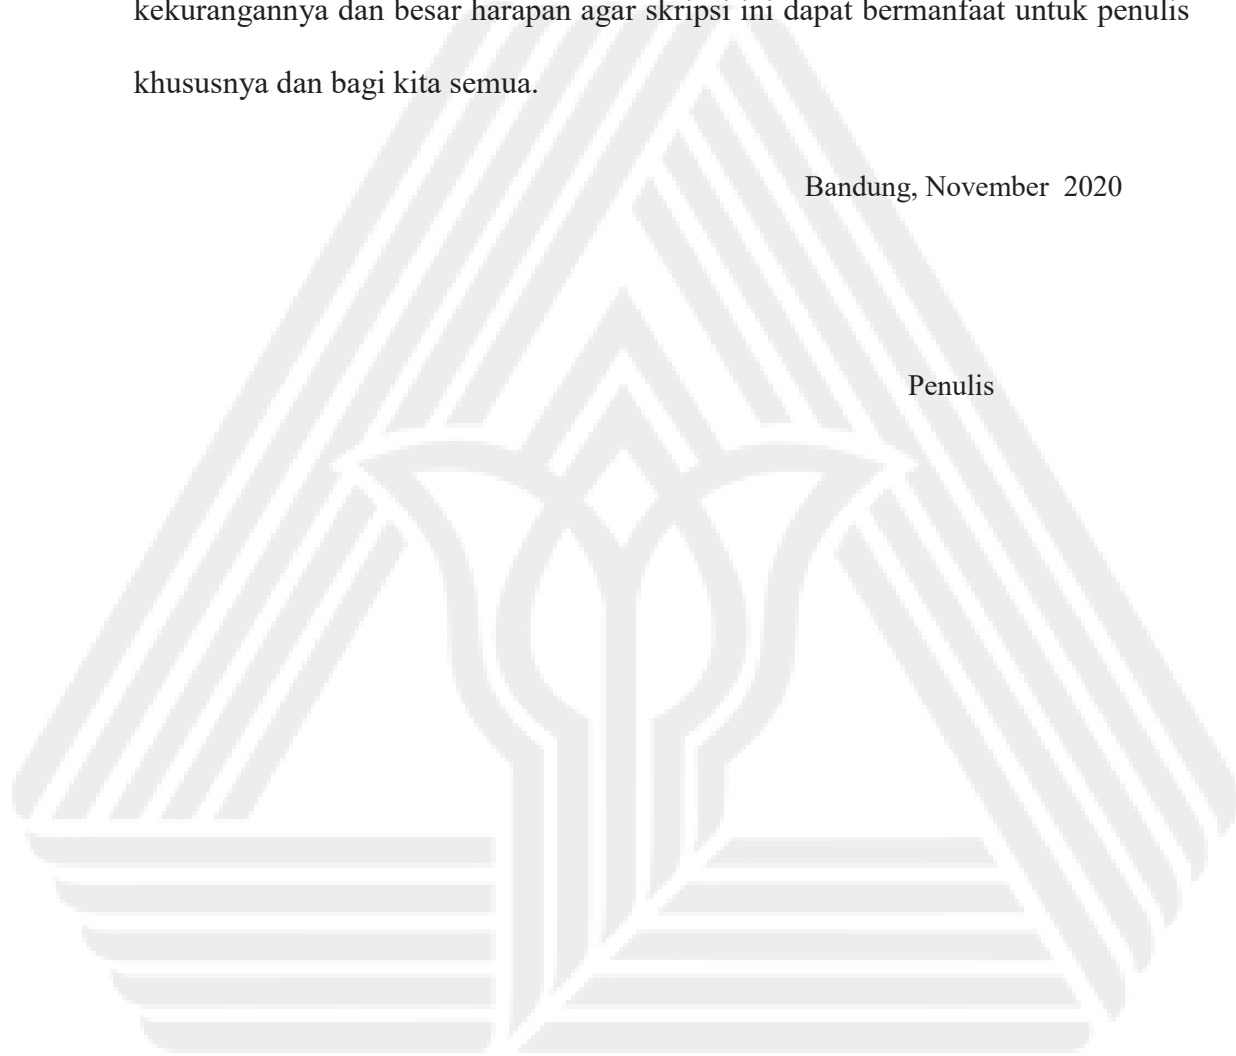 kekurangannya dan besar harapan agar skripsi ini dapat bermanfaat untuk penulis
khususnya dan bagi kita semua.
Bandung, November  2020
Penulis